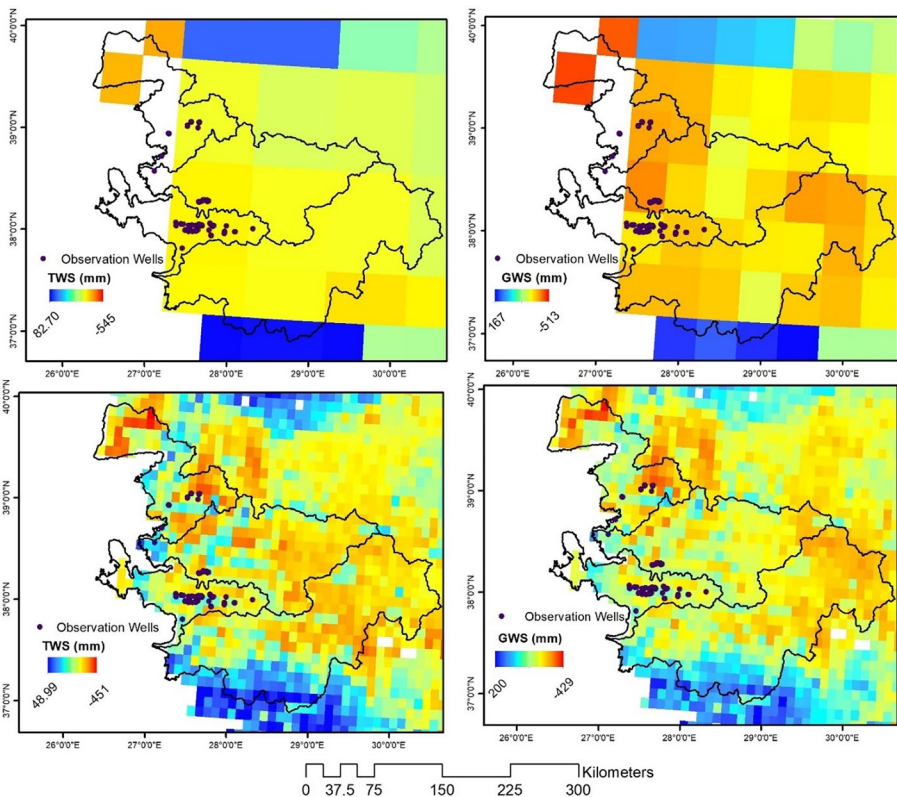 40°0'0"N
39°0'0"N
38°0'0"N
37°0'0"N
Observation Wells
TWS (mm)
82.70 -545
26°0'0"E 27°0'0"E 28°0'0"E 29°0'0"E 30°0'0"E
40°0'0"N
39°0'0"N
38°0'0"N
37°0'0"N
Observation Wells
GWS (mm)
167 -513
26°0'0"E 27°0'0"E 28°0'0"E 29°0'0"E 30°0'0"E
40°0'0"N
39°0'0"N
38°0'0"N
37°0'0"N
Observation Wells
TWS (mm)
48.99 -451
26°0'0"E 27°0'0"E 28°0'0"E 29°0'0"E 30°0'0"E
40°0'0"N
39°0'0"N
38°0'0"N
37°0'0"N
Observation Wells
GWS (mm)
200 -429
26°0'0"E 27°0'0"E 28°0'0"E 29°0'0"E 30°0'0"E
Kilometers
0 37.5 75 150 225 300